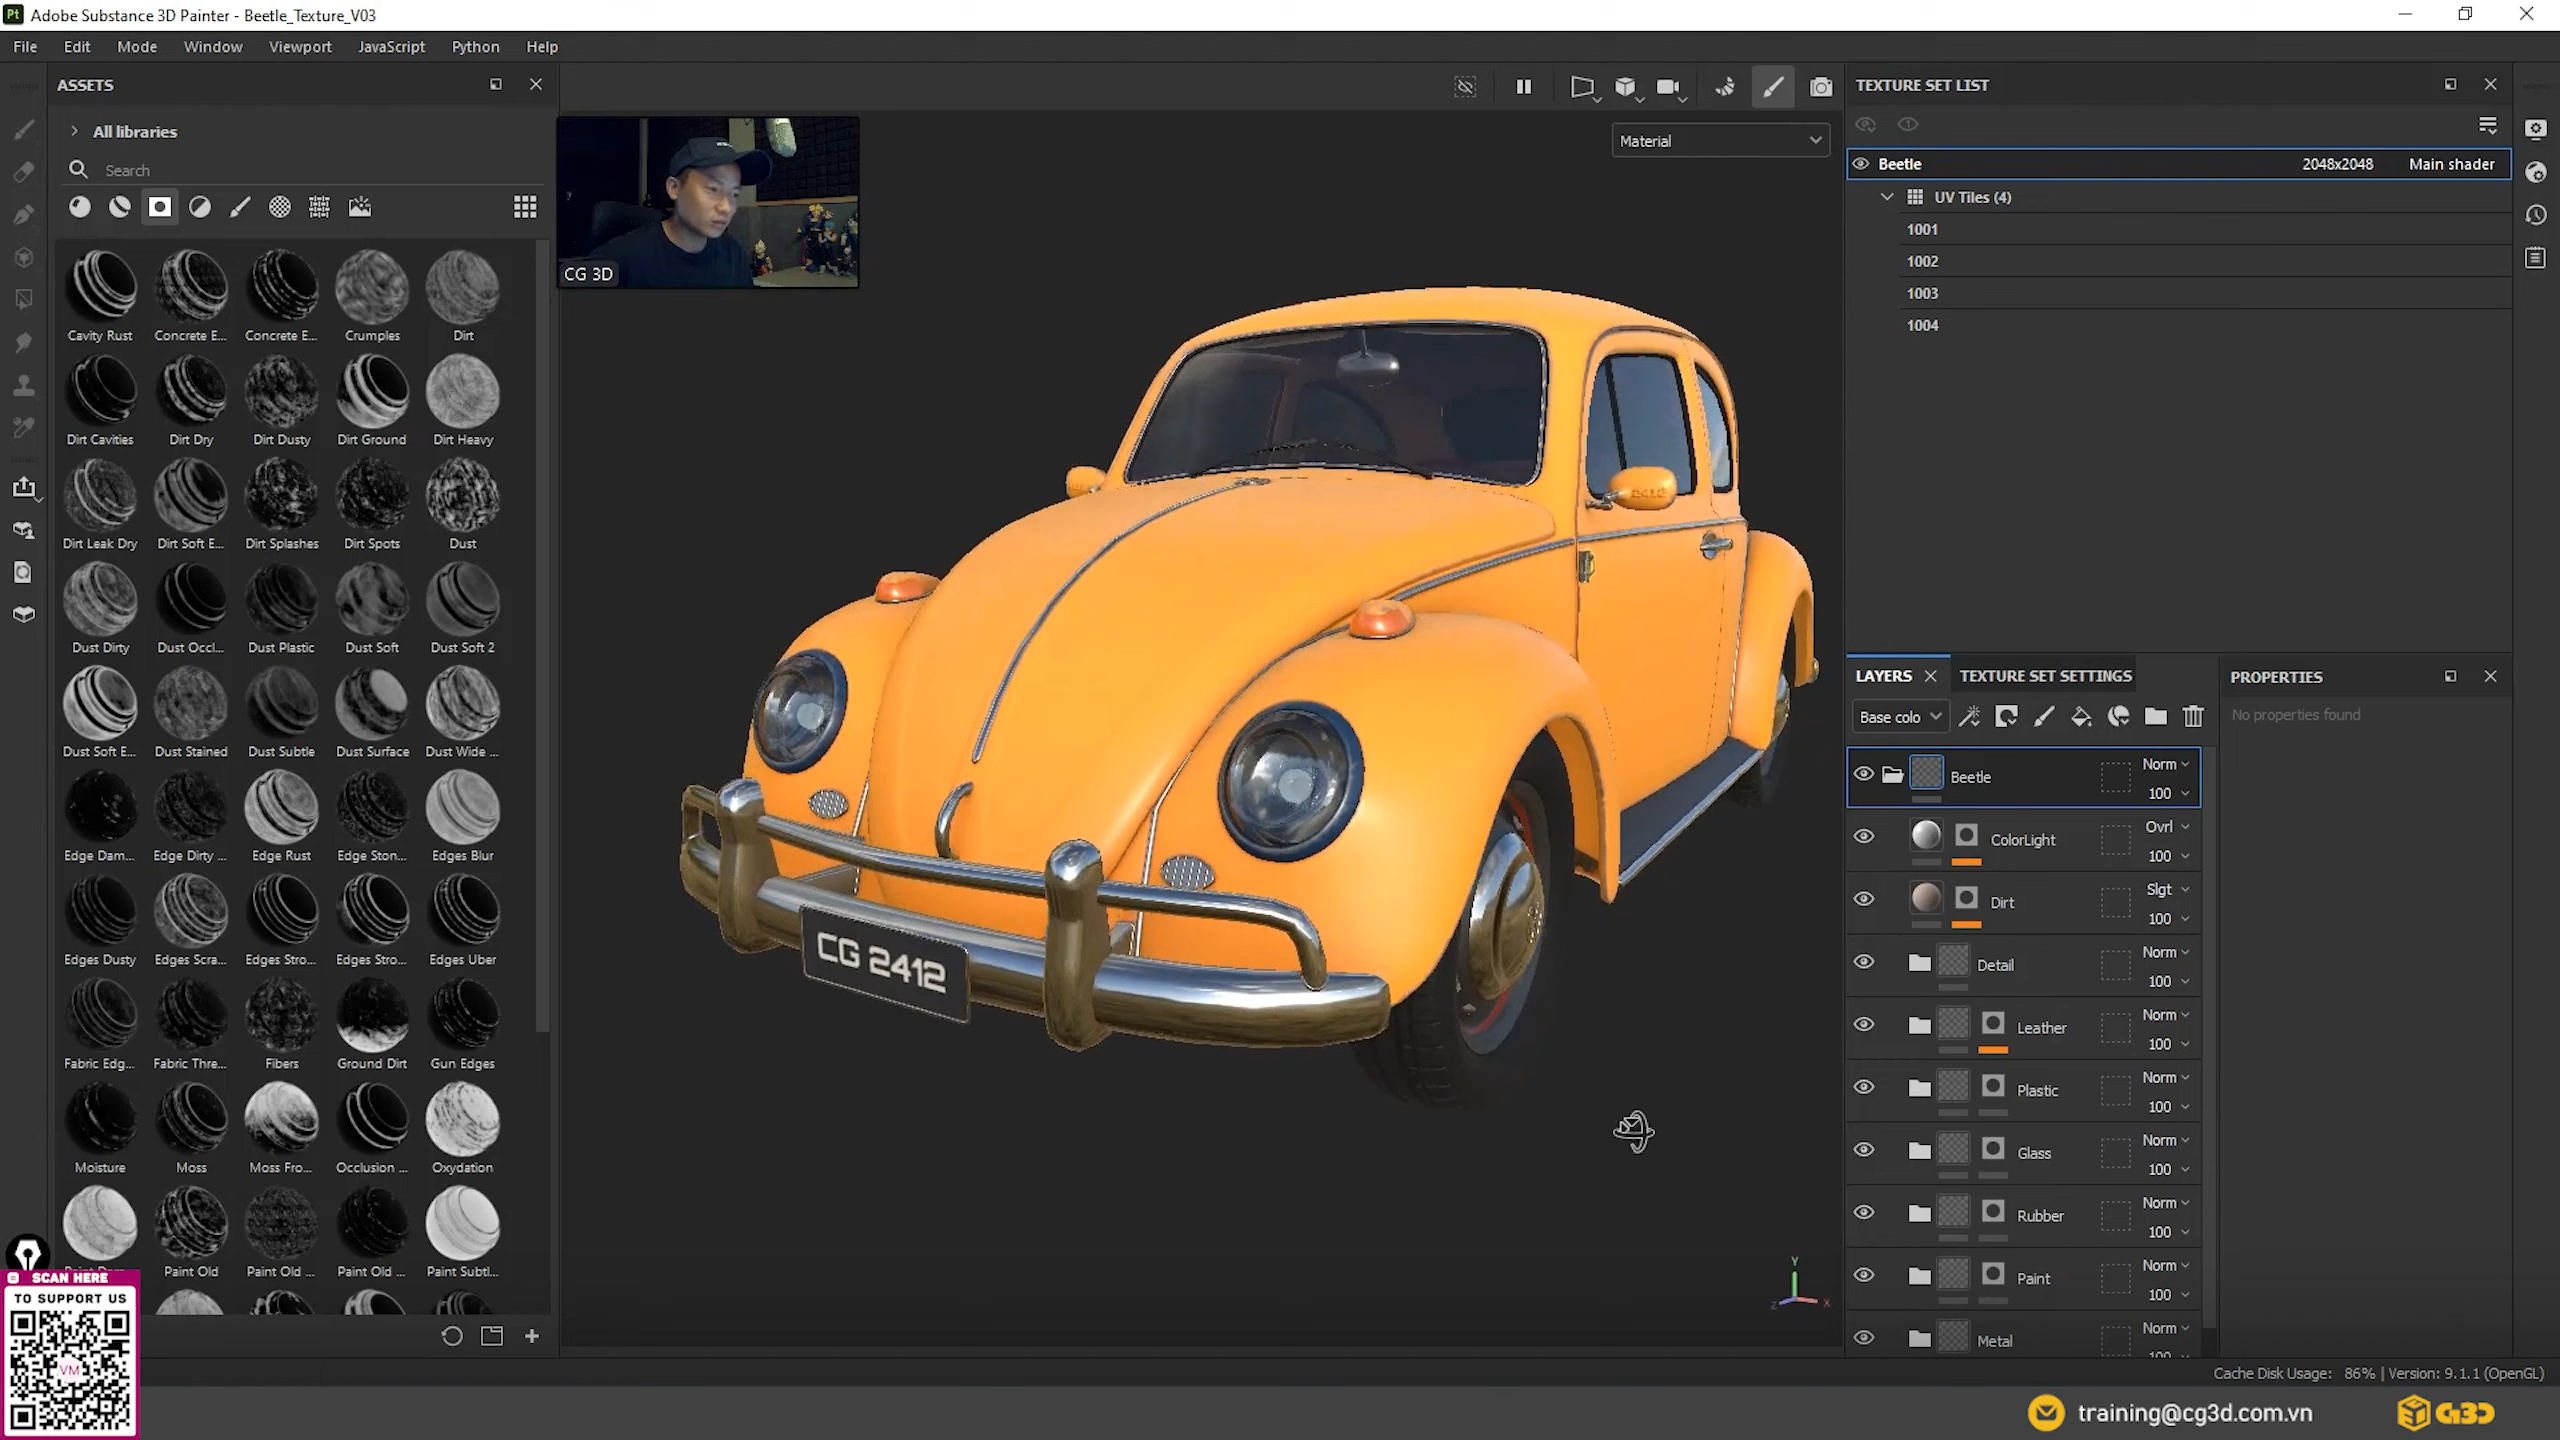 Pt Adobe Substance 3D Painter - Beetle_Texture_V03
File Edit Mode Window Viewport JavaScript Python Help
ASSETS
All libraries
Search
Cavity Rust Concrete E... Concrete E... Crumples Dirt
Dirt Cavities Dirt Dry Dirt Dusty Dirt Ground Dirt Heavy
Dirt Leak Dry Dirt Soft E... Dirt Splashes Dirt Spots Dust
Dust Dirty Dust Occl... Dust Plastic Dust Soft Dust Soft 2
Dust Soft E... Dust Stained Dust Subtle Dust Surface Dust Wide ...
Edge Dam... Edge Dirty ... Edge Rust Edge Ston... Edges Blur
Edges Dusty Edges Scra... Edges Stro... Edges Stro... Edges Uber
Fabric Edg... Fabric Thre... Fibers Ground Dirt Gun Edges
Moisture Moss Moss Fro... Occlusion ... Oxydation
Paint Old Paint Old ... Paint Old ... Paint Subtl...
SCAN HERE
TO SUPPORT US
VM
CG 3D
Material
2412
CG 2412
Y
Z X
TEXTURE SET LIST
Beetle 2048x2048 Main shader
UV Tiles (4)
1001
1002
1003
1004
LAYERS TEXTURE SET SETTINGS
Base colo
Beetle Norm
100
ColorLight Ovrl
100
Dirt Slgt
100
Detail Norm
100
Leather Norm
100
Plastic Norm
100
Glass Norm
100
Rubber Norm
100
Paint Norm
100
Metal Norm
100
PROPERTIES
No properties found
Cache Disk Usage: 86% | Version: 9.1.1 (OpenGL)
training@cg3d.com.vn
CG3D